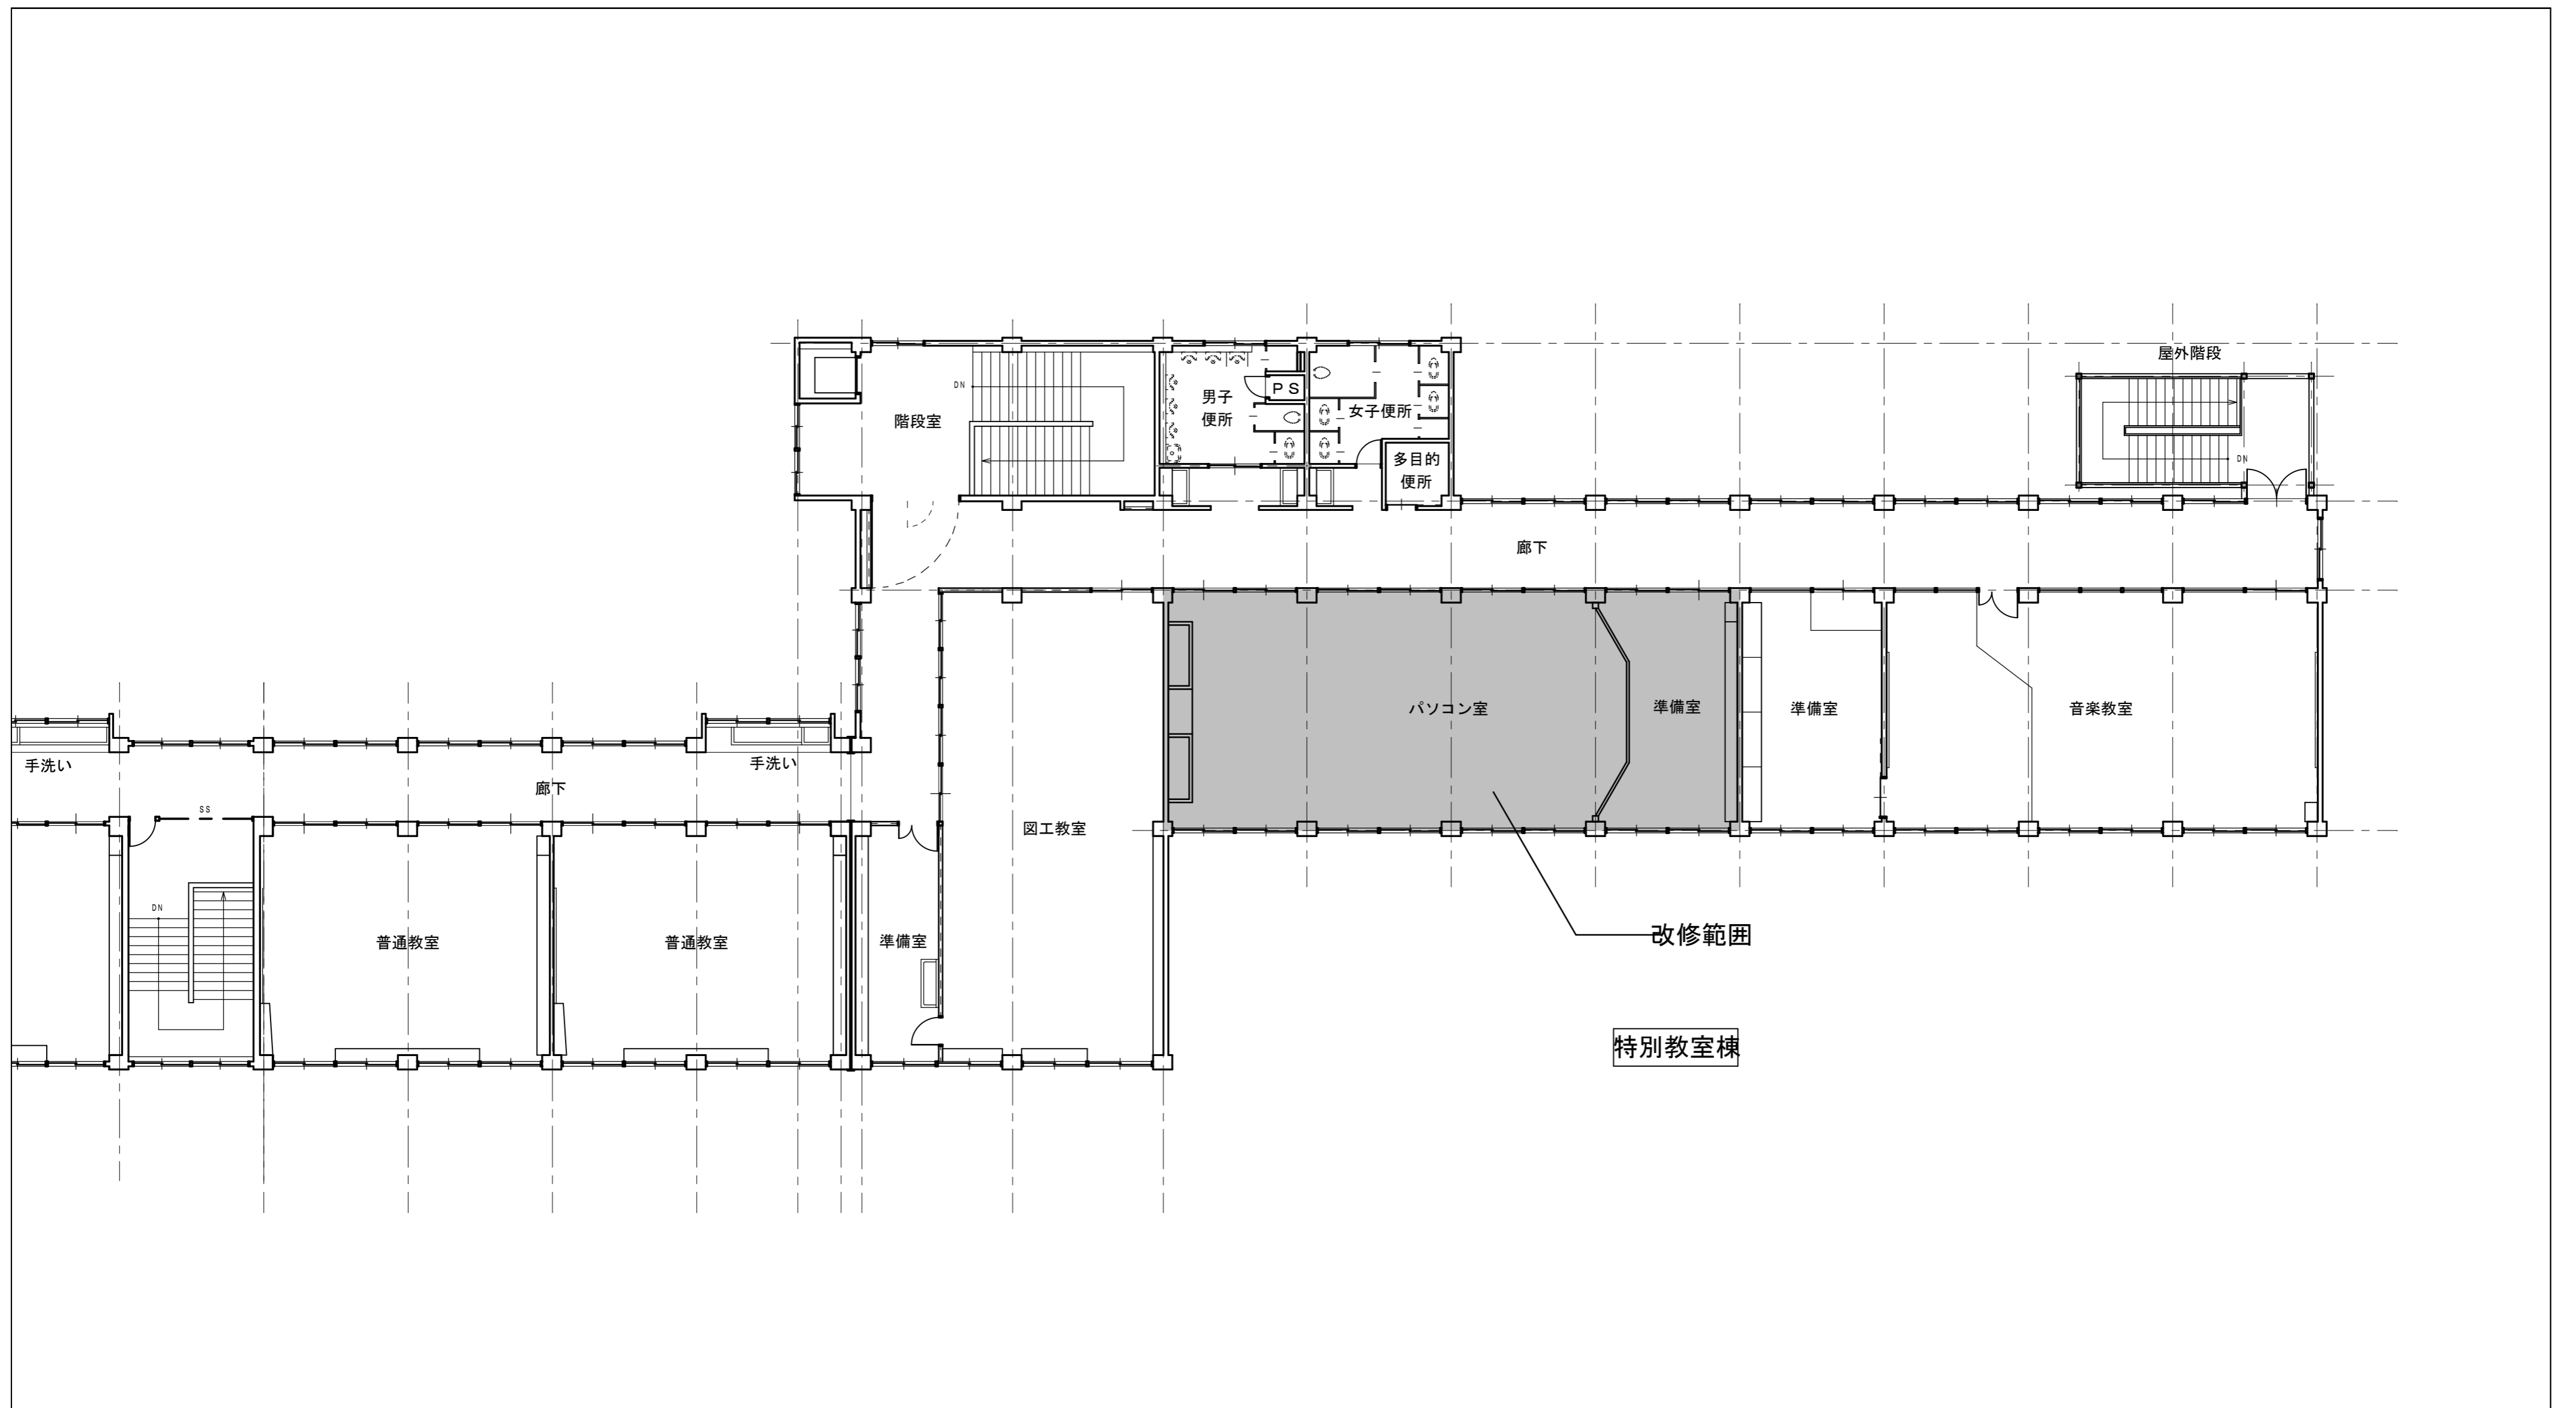 屋外階段
DN
階段室
男子
便所
PS
女子便所
多目的
便所
DN
廊下
パソコン室
準備室
準備室
音楽教室
手洗い
手洗い
廊下
SS
図工教室
DN
普通教室
普通教室
準備室
改修範囲
特別教室棟